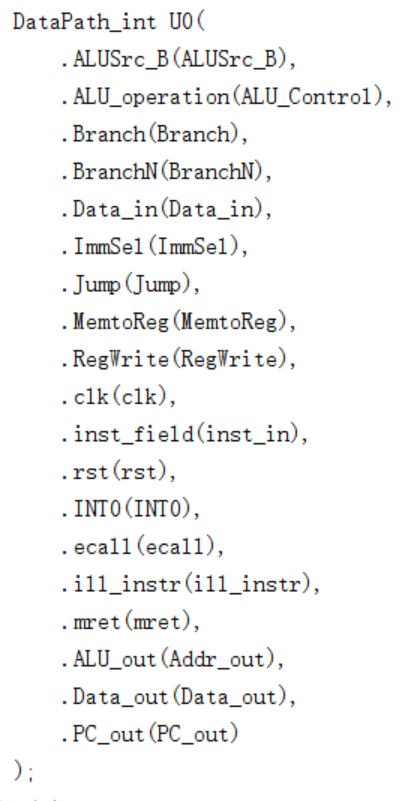 DataPath_int U0(
.ALUSrc_B(ALUSrc_B),
.ALU_operation(ALU_Control),
.Branch(Branch),
.BranchN(BranchN),
.Data_in(Data_in),
.ImmSel(ImmSel),
.Jump(Jump),
.MemtoReg(MemtoReg),
.RegWrite(RegWrite),
.clk(clk),
.inst_field(inst_in),
.rst(rst),
.INT0(INT0),
.ecall(ecall),
.ill_instr(ill_instr),
.mret(mret),
.ALU_out(Addr_out),
.Data_out(Data_out),
.PC_out(PC_out)
);